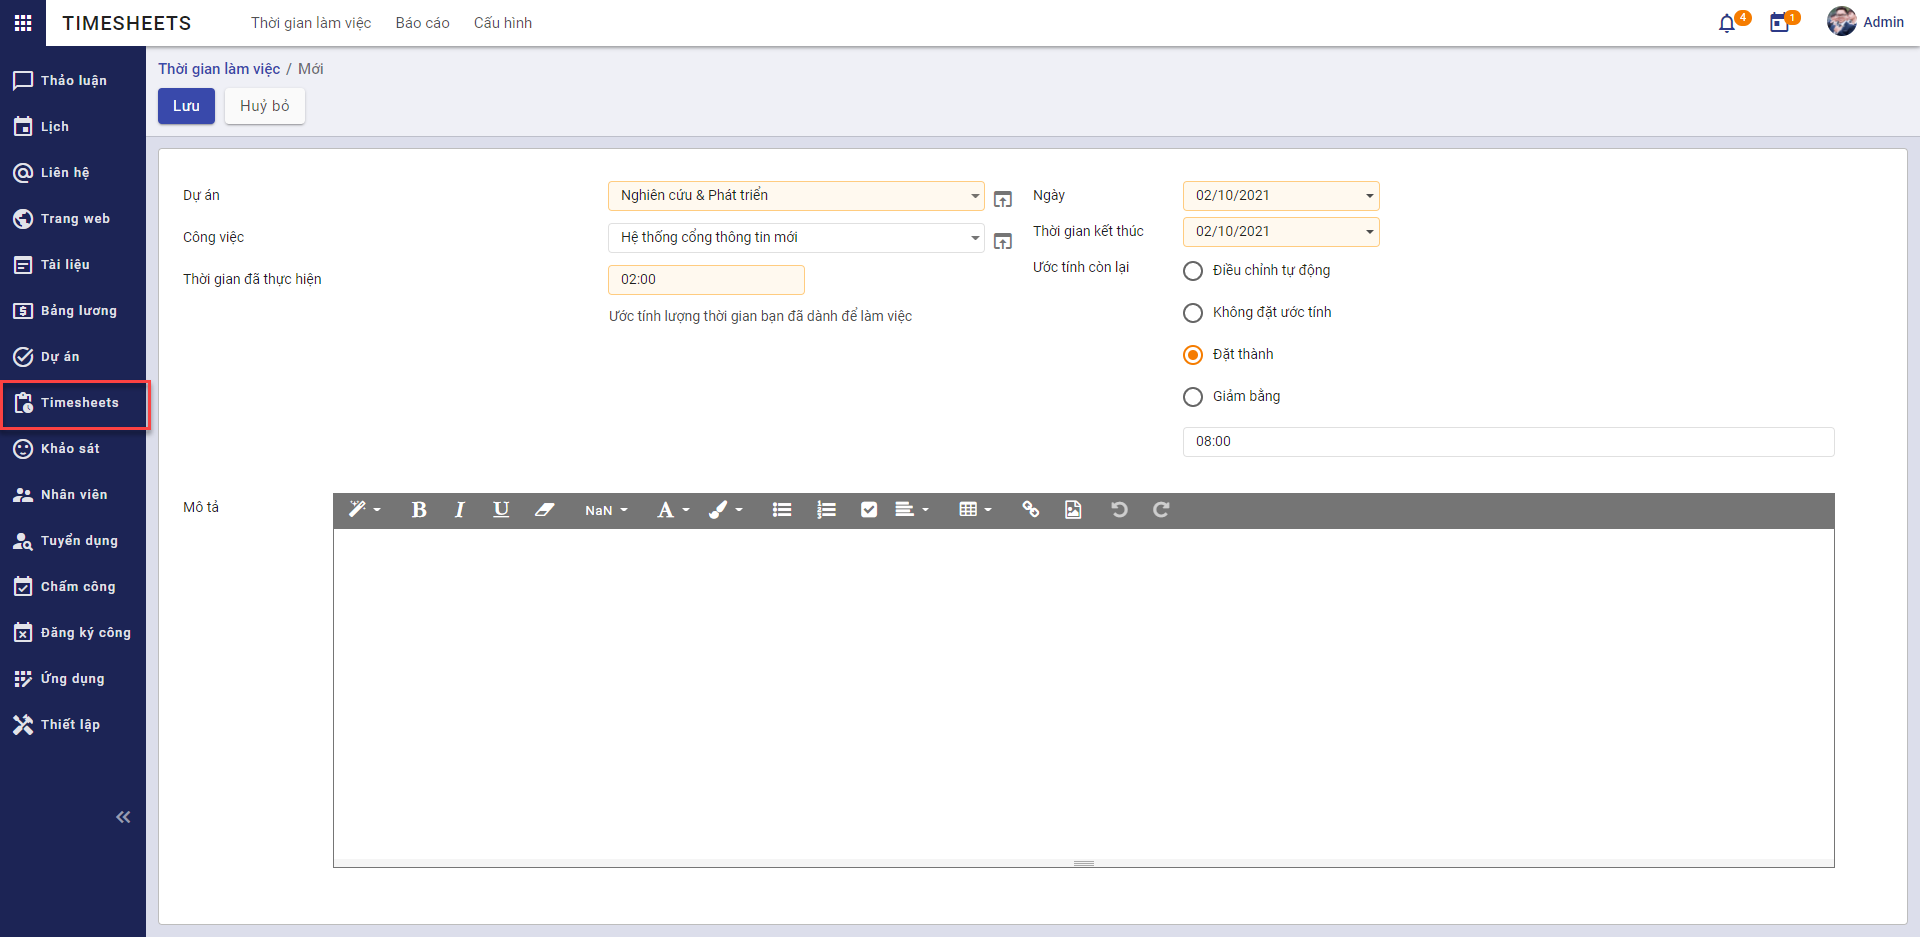 TIMESHEETS
Thời gian làm việc Báo cáo Cấu hình
4 1 Admin
Thảo luận
Lịch
Liên hệ
Trang web
Tài liệu
Bảng lương
Dự án
Timesheets
Khảo sát
Nhân viên
Tuyển dụng
Chấm công
Đăng ký công
Ứng dụng
Thiết lập
Thời gian làm việc / Mới
Lưu Huỷ bỏ
Dự án Nghiên cứu & Phát triển
Công việc Hệ thống cổng thông tin mới
Thời gian đã thực hiện 02:00
Ước tính lượng thời gian bạn đã dành để làm việc
Ngày 02/10/2021
Thời gian kết thúc 02/10/2021
Ước tính còn lại Điều chỉnh tự động
Không đặt ước tính
Đặt thành
Giảm bằng
08:00
Mô tả
B I U NaN A